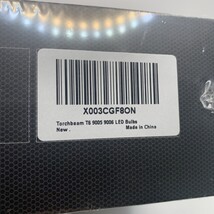 X003CGF8ON
Torchbeam T6 9005 9006 LED Bulbs
New .
Made in China